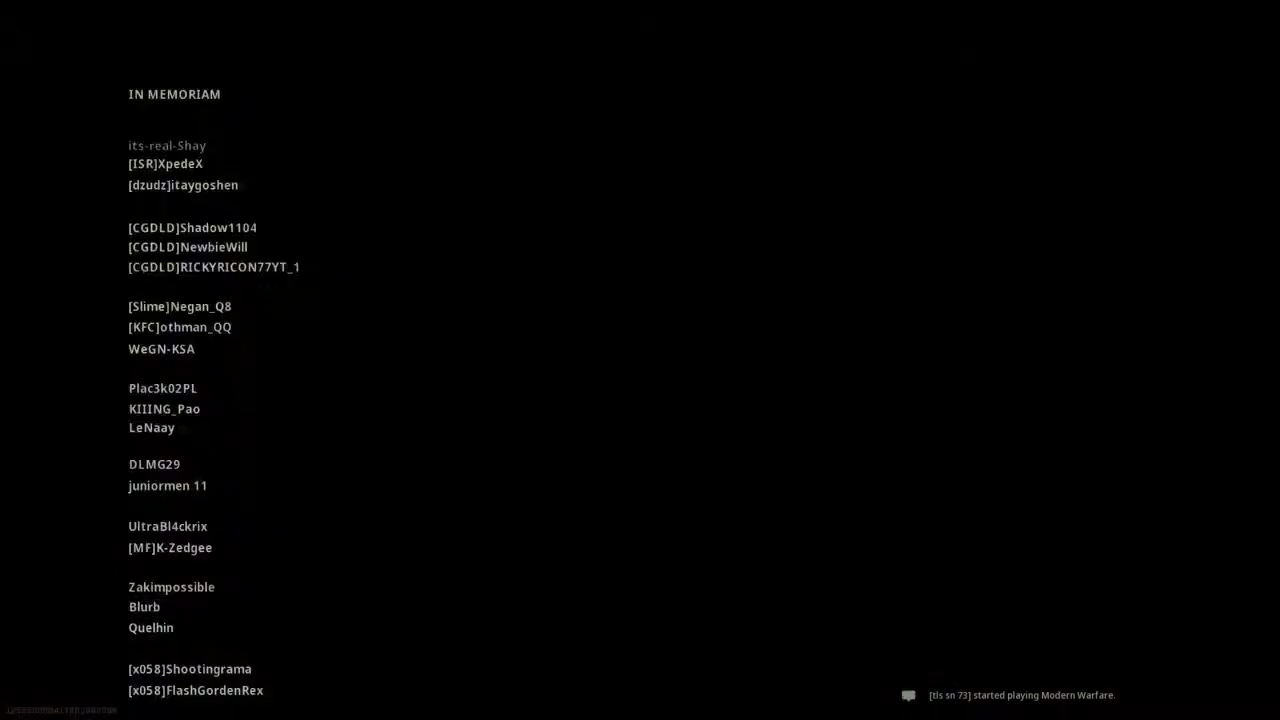 IN MEMORIAM
its-real-Shay
[ISR]XpedeX
[dzudz]itaygoshen
[CGDLD]Shadow1104
[CGDLD]NewbieWill
[CGDLD]RICKYRICON77YT_1
[Slime]Negan_Q8
[KFC]othman_QQ
WeGN-KSA
Plac3k02PL
KIIING_Pao
LeNaay
DLMG29
juniormen 11
UltraBl4ckrix
[MF]K-Zedgee
Zakimpossible
Blurb
Quelhin
[x058]Shootingrama
[x058]FlashGordenRex
[tls sn 73] started playing Modern Warfare.